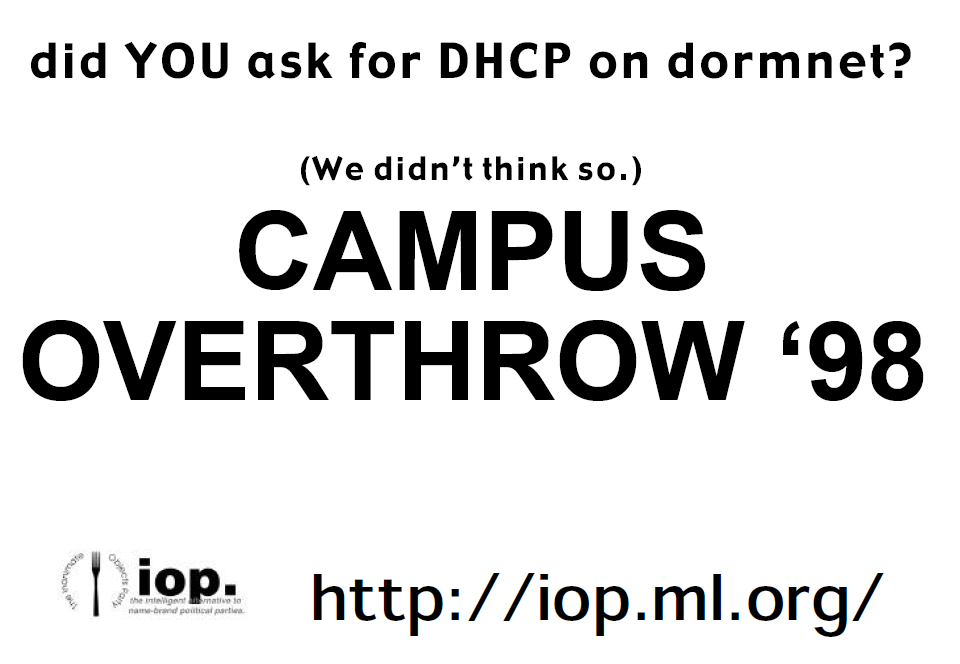 did YOU ask for DHCP on dormnet?
(We didn't think so.)
CAMPUS
OVERTHROW ‘98
the Inanimate Objects Party
iop.
the intelligent alternative to
name-brand political parties.
http://iop.ml.org/